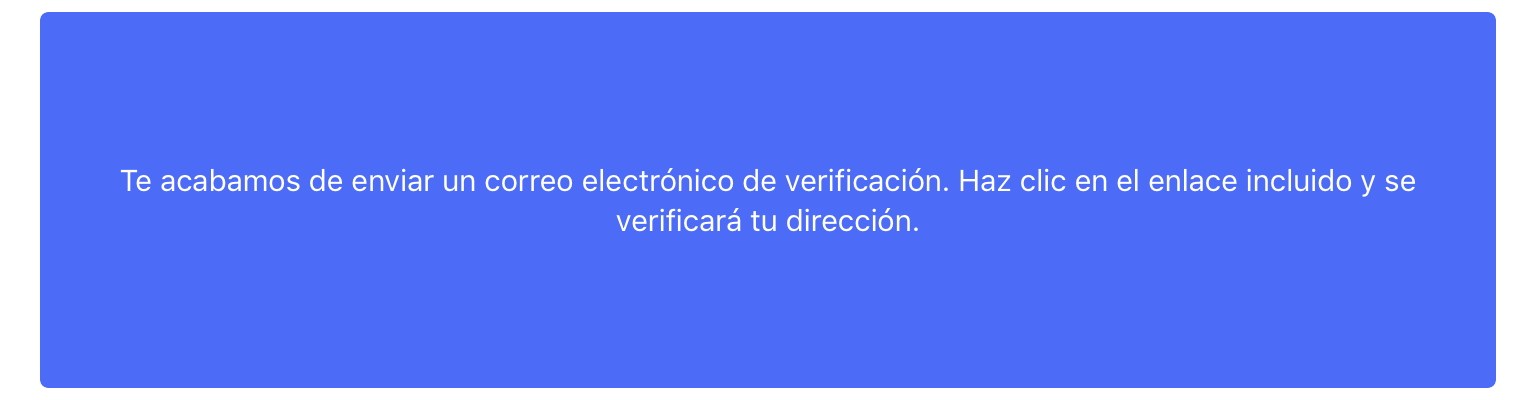 Te acabamos de enviar un correo electrónico de verificación. Haz clic en el enlace incluido y se
verificará tu dirección.